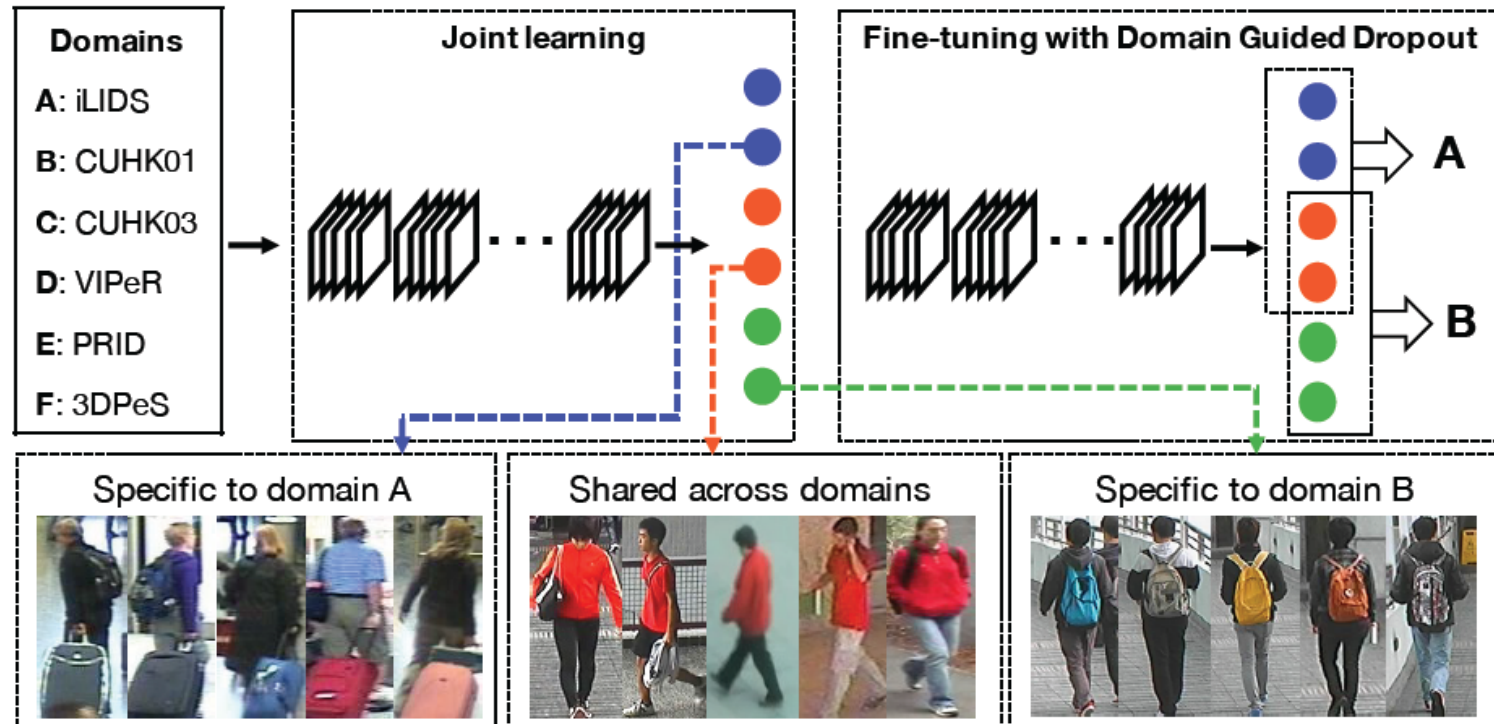 Domains
A: iLIDS
B: CUHK01
C: CUHK03
D: VIPeR
E: PRID
F: 3DPeS
Joint learning
Fine-tuning with Domain Guided Dropout
A
B
Specific to domain A
Shared across domains
Specific to domain B